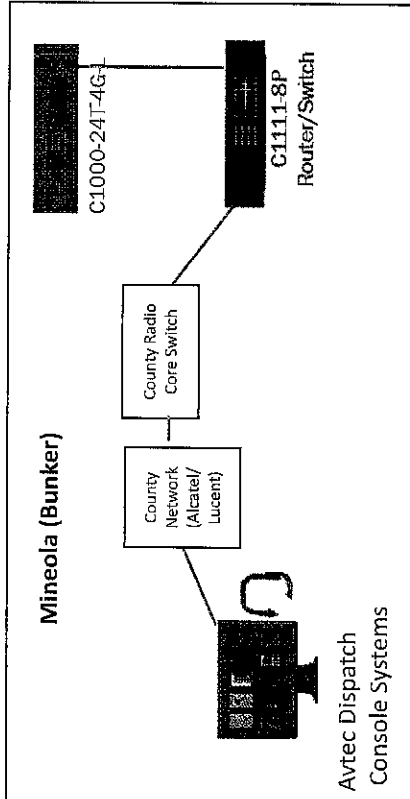 Mineola (Bunker)
C1000-24T-4G-L
C1111-8P
Router/Switch
County Radio
Core Switch
County
Network
(Alcatel/
Lucent)
Avtec Dispatch
Console Systems